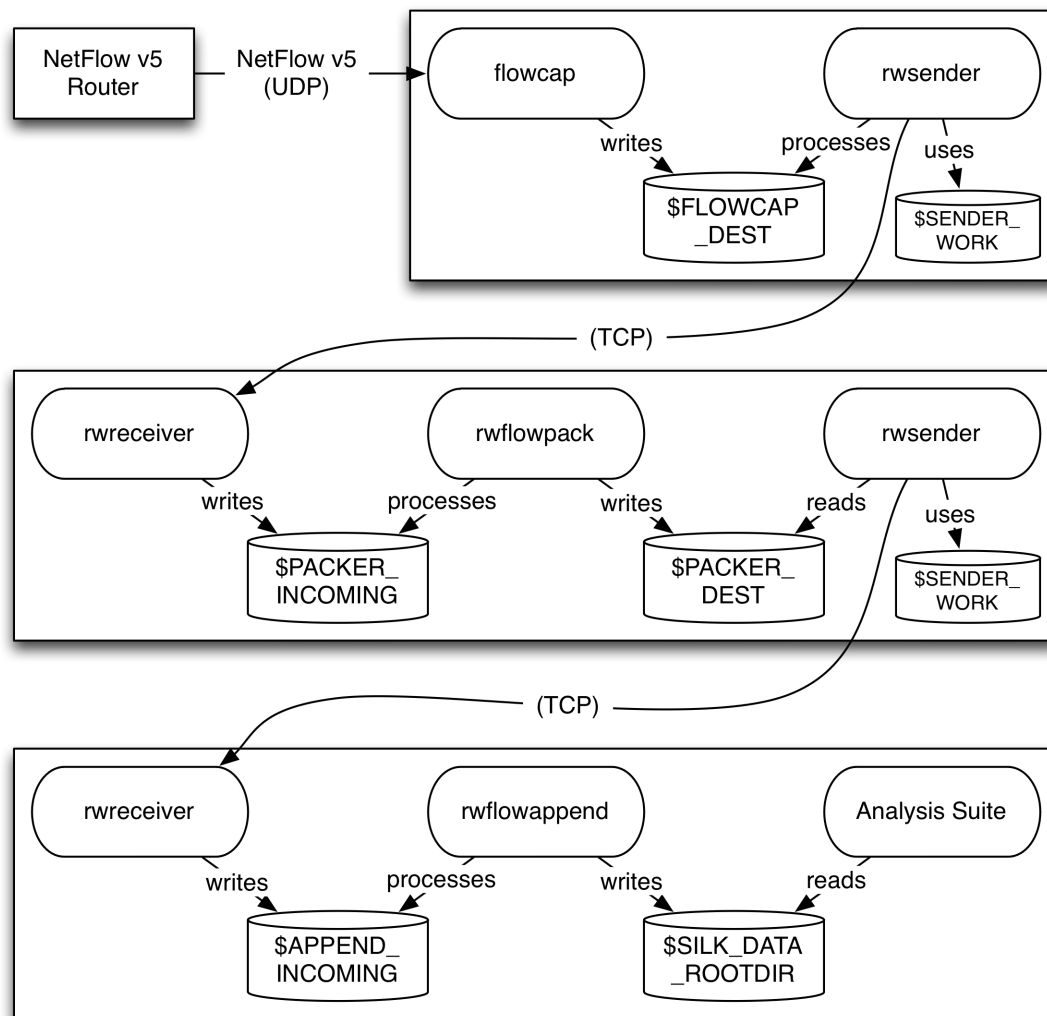 NetFlow v5
Router
NetFlow v5
(UDP)
flowcap
rwsender
writes
processes
uses
$FLOWCAP
_DEST
$SENDER_
WORK
(TCP)
rwreceiver
rwflowpack
rwsender
writes
processes
writes
reads
uses
$PACKER_
INCOMING
$PACKER_
DEST
$SENDER_
WORK
(TCP)
rwreceiver
rwflowappend
Analysis Suite
writes
processes
writes
reads
$APPEND_
INCOMING
$SILK_DATA
_ROOTDIR